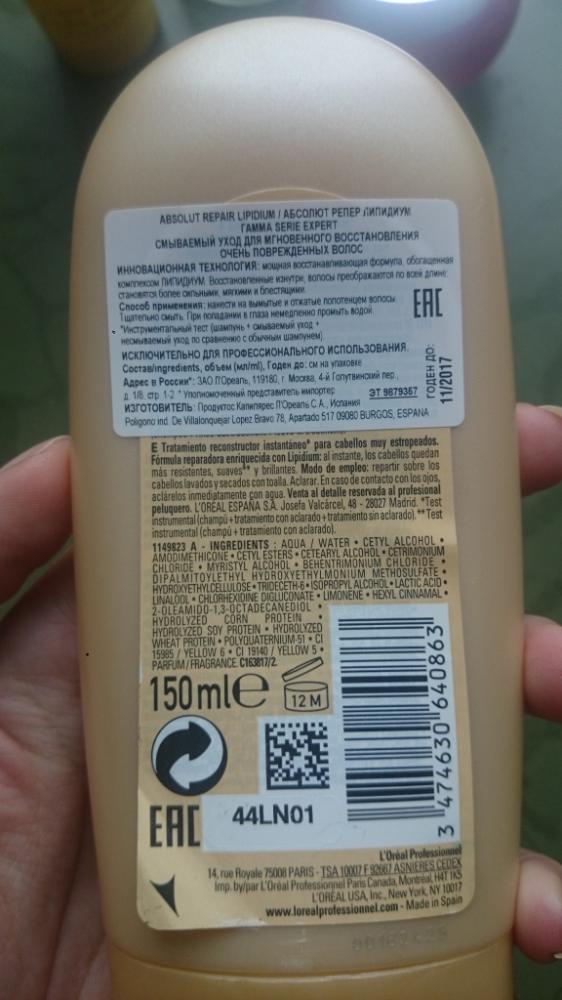 ABSOLUT REPAIR LIPIDIUM / АБСОЛЮТ РЕПЕР ЛИПИДИУМ
ГАММА SERIE EXPERT
СМЫВАЕМЫЙ УХОД ДЛЯ МГНОВЕННОГО ВОССТАНОВЛЕНИЯ
ОЧЕНЬ ПОВРЕЖДЕННЫХ ВОЛОС
ИННОВАЦИОННАЯ ТЕХНОЛОГИЯ: мощная восстанавливающая формула, обогащенная
комплексом ЛИПИДИУМ. Восстановленные изнутри, волосы преображаются по всей длине:
становятся более сильными, мягкими и блестящими.
Способ применения: нанести на вымытые и отжатые полотенцем волосы.
Тщательно смыть. При попадании в глаза немедленно промыть водой.
*Инструментальный тест (шампунь + смываемый уход +
несмываемый уход по сравнению с обычным шампунем).
ИСКЛЮЧИТЕЛЬНО ДЛЯ ПРОФЕССИОНАЛЬНОГО ИСПОЛЬЗОВАНИЯ.
Состав/ingredients, объем (мл/ml), Годен до: см на упаковке
Адрес в России*: ЗАО Л'Ореаль, 119180, г. Москва, 4-й Голутвинский пер.,
д. 1/8, стр. 1-2 * Уполномоченный представитель импортер ЭТ 9879357
ИЗГОТОВИТЕЛЬ: Продуктос Капилярес Л'Ореаль С.А., Испания
Poligono ind. De Villalonquejar Lopez Bravo 78, Apartado 517 09080 BURGOS, ESPANA
EAC
ГОДЕН ДО:
11/2017
E Tratamiento reconstructor instantáneo* para cabellos muy estropeados.
Fórmula reparadora enriquecida con Lipidium: al instante, los cabellos quedan
más resistentes, suaves** y brillantes. Modo de empleo: repartir sobre los
cabellos lavados y secados con toalla. Aclarar. En caso de contacto con los ojos,
aclárelos inmediatamente con agua. Venta al detalle reservada al profesional
peluquero. L'ORÉAL ESPAÑA S.A. Josefa Valcárcel, 48 - 28027 Madrid. *Test
instrumental (champú + tratamiento con aclarado + tratamiento sin aclarado). **Test
instrumental (champú + tratamiento con aclarado).
1149823 A - INGREDIENTS : AQUA / WATER • CETYL ALCOHOL •
AMODIMETHICONE • CETYL ESTERS • CETEARYL ALCOHOL • CETRIMONIUM
CHLORIDE • MYRISTYL ALCOHOL • BEHENTRIMONIUM CHLORIDE •
DIPALMITOYLETHYL HYDROXYETHYLMONIUM METHOSULFATE •
HYDROXYETHYLCELLULOSE • TRIDECETH-6 • ISOPROPYL ALCOHOL • LACTIC ACID •
LINALOOL • CHLORHEXIDINE DIGLUCONATE • LIMONENE • HEXYL CINNAMAL •
2-OLEAMIDO-1,3-OCTADECANEDIOL •
HYDROLYZED CORN PROTEIN •
HYDROLYZED SOY PROTEIN • HYDROLYZED
WHEAT PROTEIN • POLYQUATERNIUM-51 • CI
15985 / YELLOW 6 • CI 19140 / YELLOW 5 •
PARFUM / FRAGRANCE C163817/2.
150 ml e
12 M
3 474630 640863
EAC
44LN01
L'Oréal Professionnel
14, rue Royale 75008 PARIS - TSA 10007 F 92667 ASNIERES CEDEX
Imp. by/par L'Oréal Professionnel Paris Canada, Montréal, H4T 1K5
L'ORÉAL USA, Inc., New York, NY 10017
www.lorealprofessionnel.com - Made in Spain